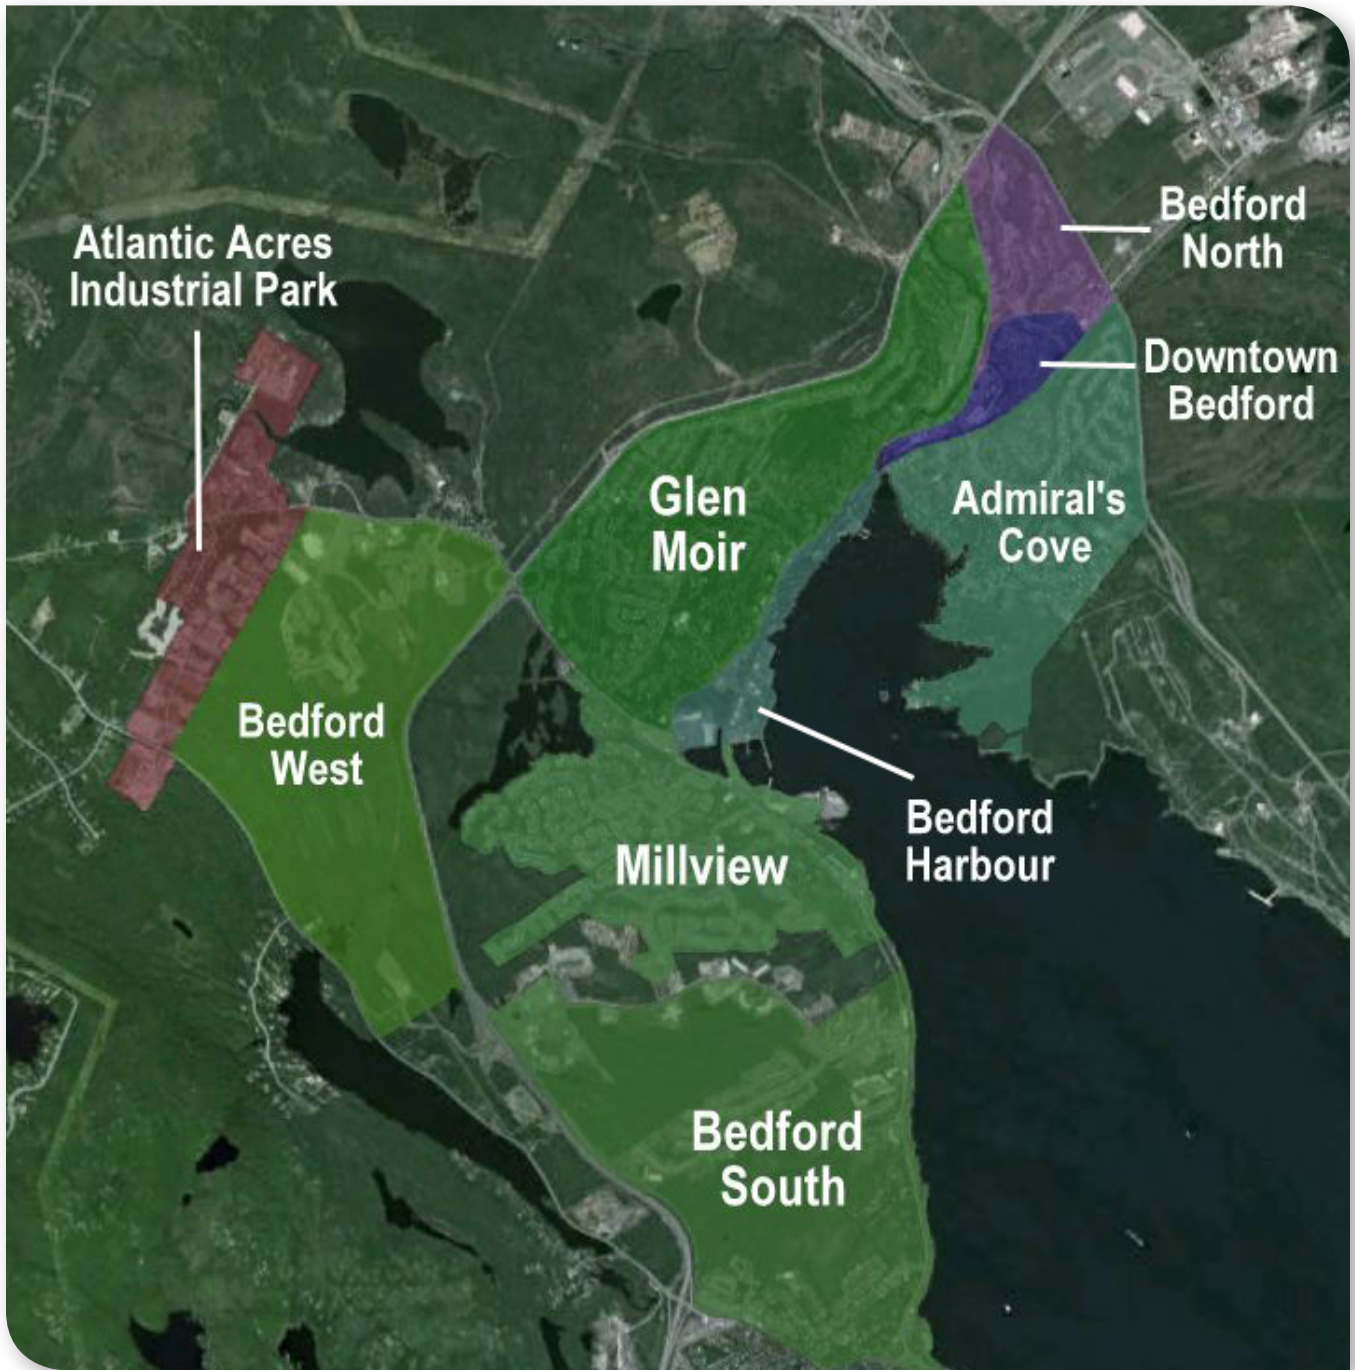 Bedford
North
Atlantic Acres
Industrial Park
Downtown
Bedford
Glen
Moir
Admiral's
Cove
Bedford
West
Bedford
Harbour
Millview
Bedford
South